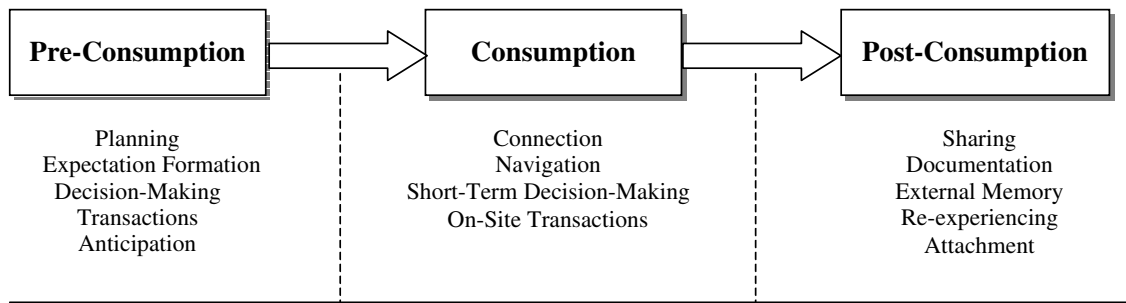 Pre-Consumption
Consumption
Post-Consumption
Planning
Expectation Formation
Decision-Making
Transactions
Anticipation
Connection
Navigation
Short-Term Decision-Making
On-Site Transactions
Sharing
Documentation
External Memory
Re-experiencing
Attachment